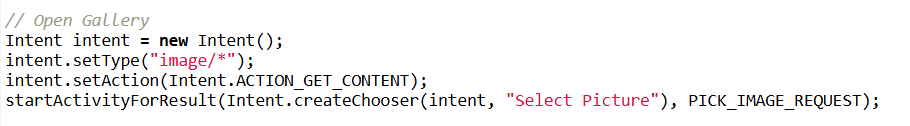 // Open Gallery
Intent intent = new Intent();
intent.setType("image/*");
intent.setAction(Intent.ACTION_GET_CONTENT);
startActivityForResult(Intent.createChooser(intent, "Select Picture"), PICK_IMAGE_REQUEST);